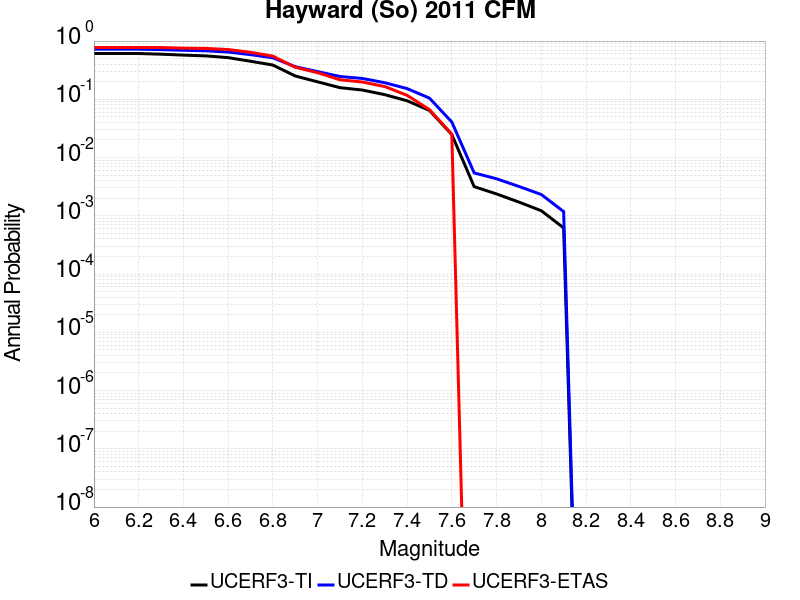 Hayward (So) 2011 CFM
10^0
10^-1
10^-2
10^-3
10^-4
10^-5
10^-6
10^-7
10^-8
Annual Probability
6 6.2 6.4 6.6 6.8 7 7.2 7.4 7.6 7.8 8 8.2 8.4 8.6 8.8 9
Magnitude
UCERF3-TI UCERF3-TD UCERF3-ETAS